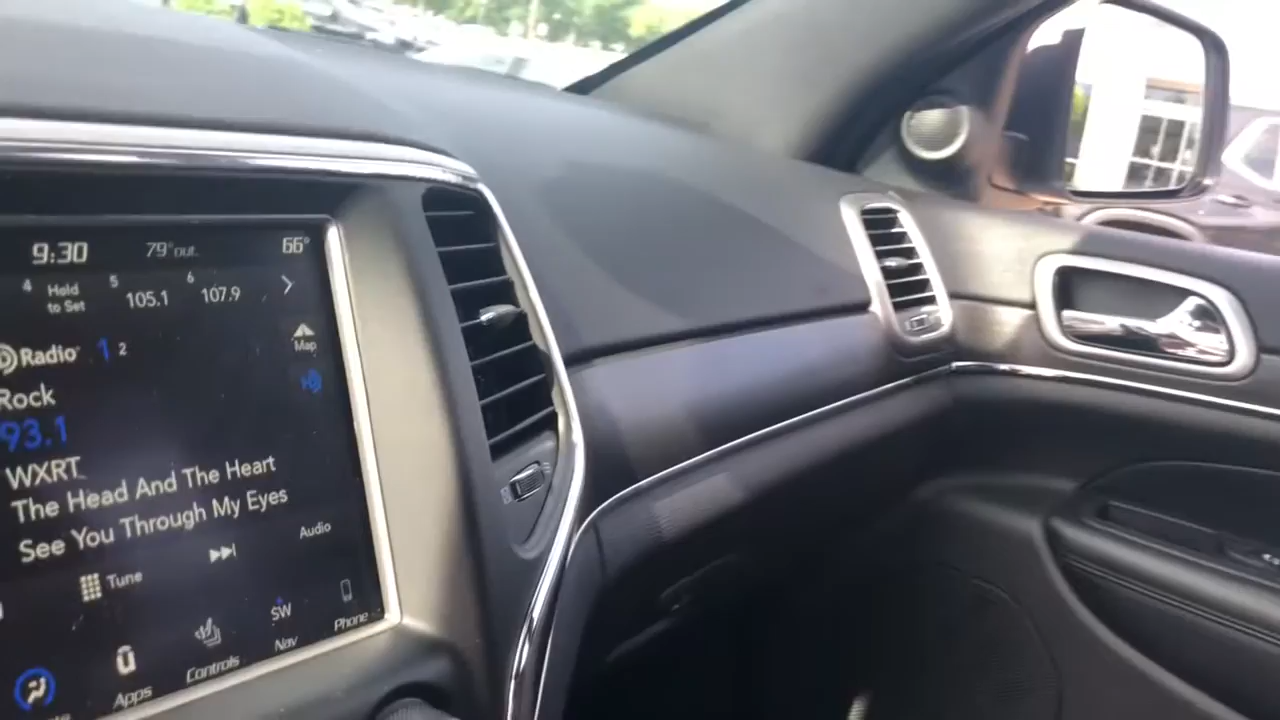 9:30 79° out. 66°
4 Hold to Set 5 105.1 6 107.9
Radio 1 2
Map
Rock
93.1
WXRT
The Head And The Heart
See You Through My Eyes
Audio
Tune
SW
Apps Controls Nav Phone